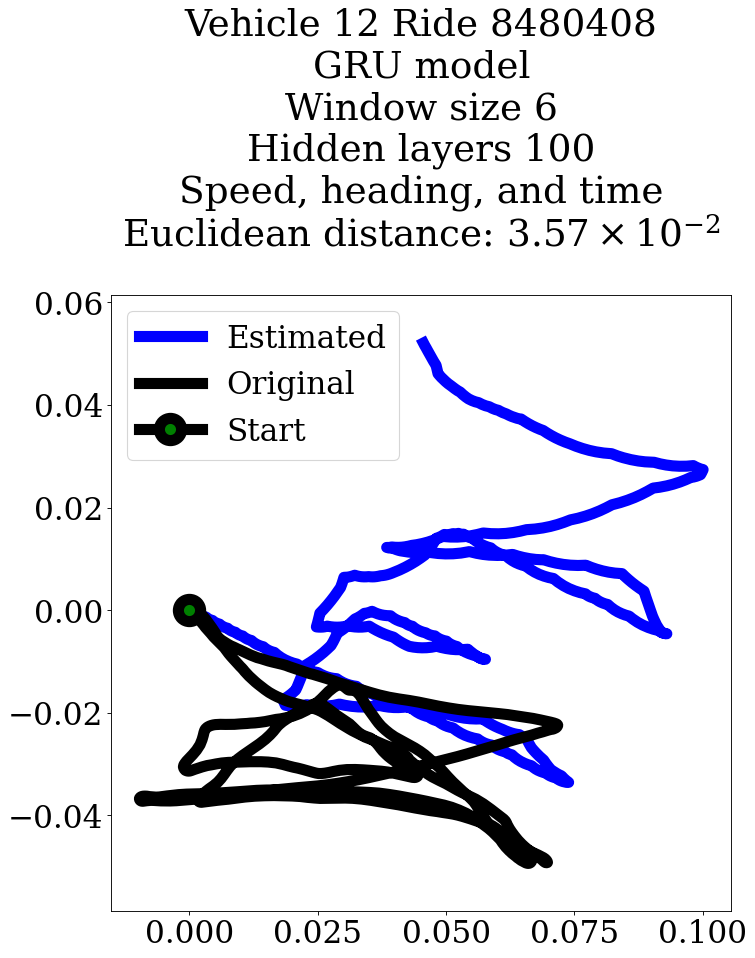 Vehicle 12 Ride 8480408
GRU model
Window size 6
Hidden layers 100
Speed, heading, and time
Euclidean distance: 3.57 × 10⁻²
Estimated
Original
Start
0.06
0.04
0.02
0.00
−0.02
−0.04
0.000 0.025 0.050 0.075 0.100